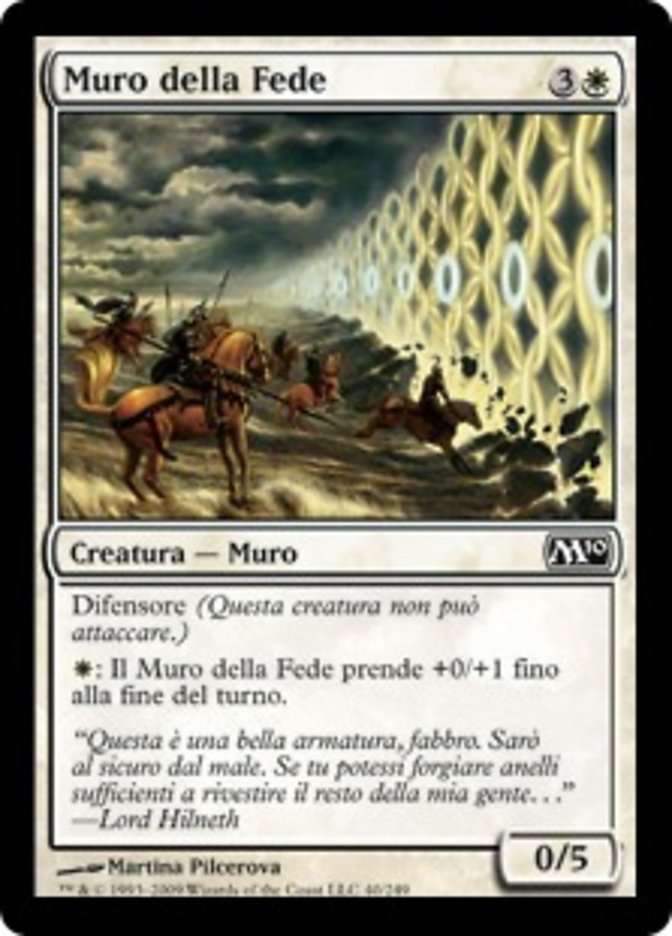 Muro della Fede 3
Creatura — Muro
M10
Difensore (Questa creatura non può
attaccare.)
: Il Muro della Fede prende +0/+1 fino
alla fine del turno.
“Questa è una bella armatura, fabbro. Sarò
al sicuro dal male. Se tu potessi forgiare anelli
sufficienti a rivestire il resto della mia gente. . .”
—Lord Hilneth
0/5
Martina Pilcerova
™ & © 1993–2009 Wizards of the Coast LLC 40/249